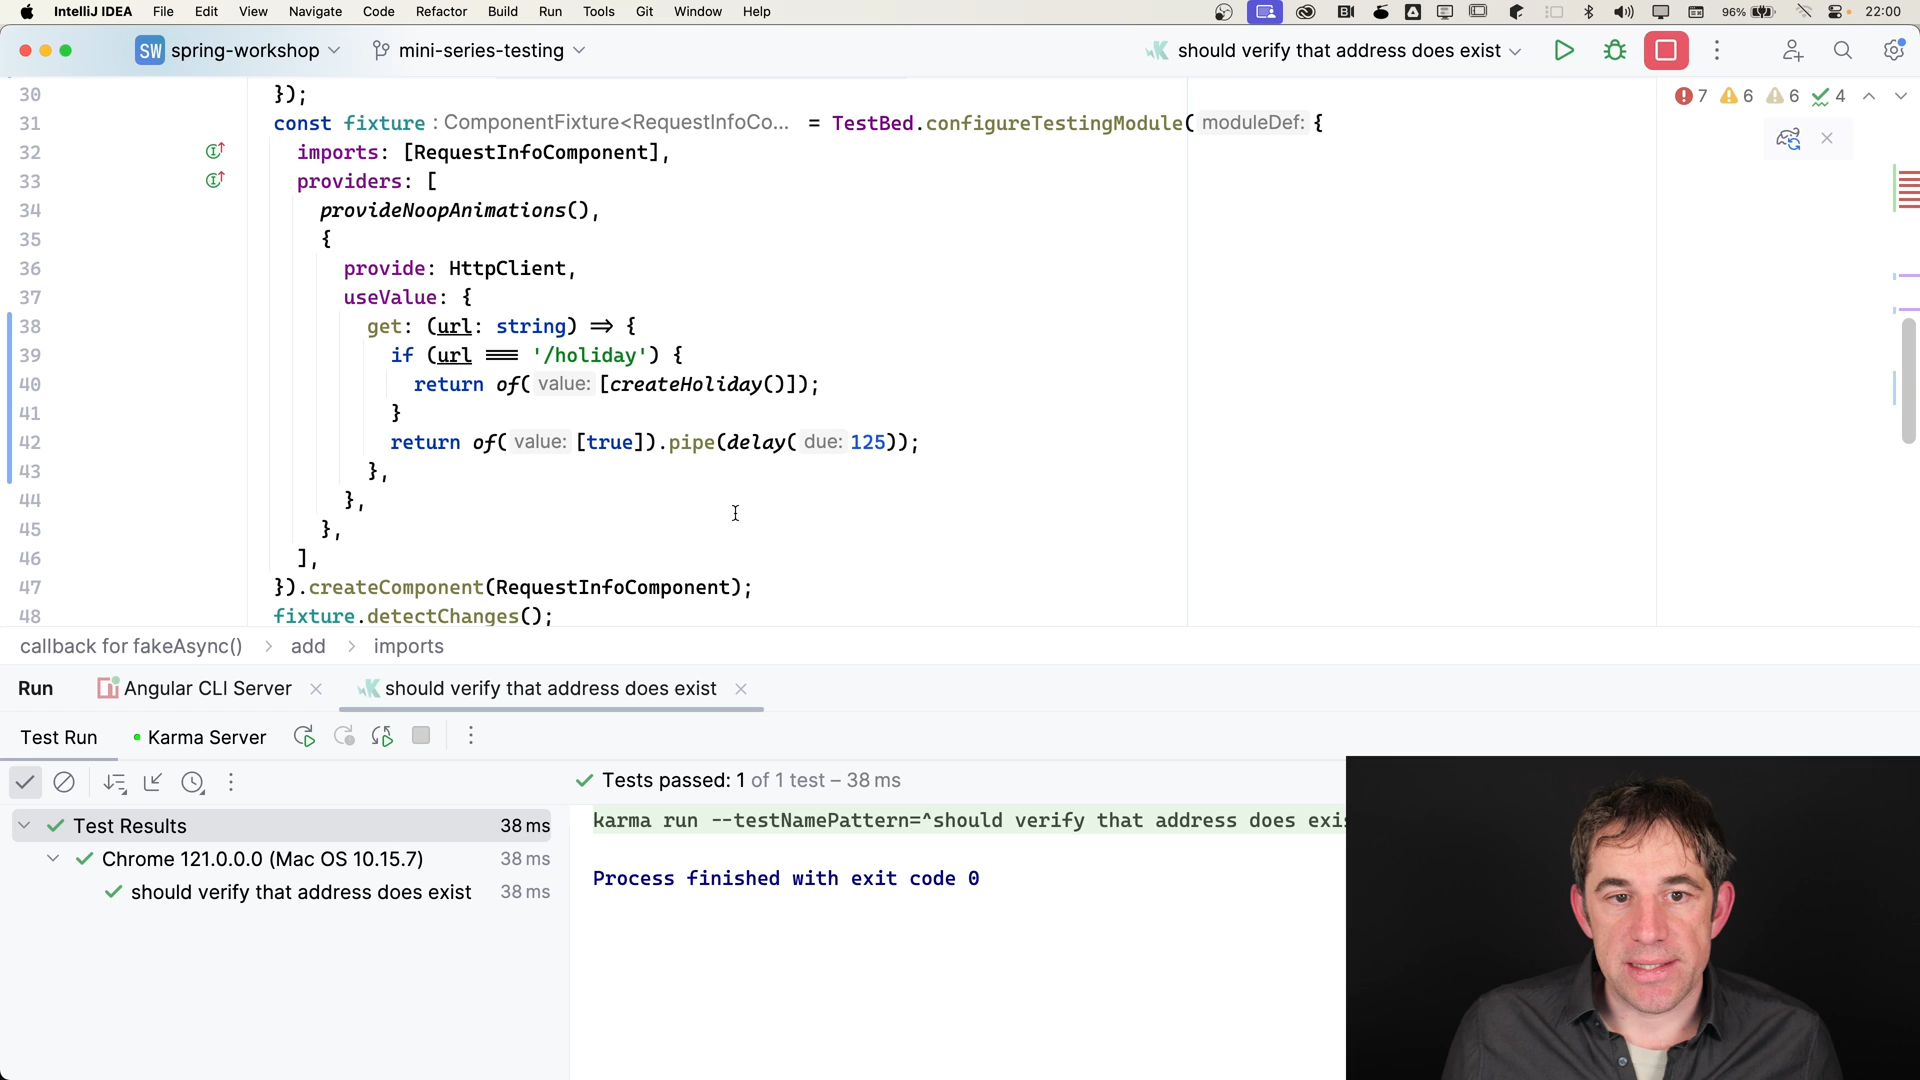 IntelliJ IDEA File Edit View Navigate Code Refactor Build Run Tools Git Window Help 96% 22:00
SW spring-workshop mini-series-testing should verify that address does exist
30 });
7 6 6 4
31 const fixture : ComponentFixture<RequestInfoCo... = TestBed.configureTestingModule( moduleDef: {
32 imports: [RequestInfoComponent],
33 providers: [
34 provideNoopAnimations(),
35 {
36 provide: HttpClient,
37 useValue: {
38 get: (url: string) => {
39 if (url === '/holiday') {
40 return of( value: [createHoliday()]);
41 }
42 return of( value: [true]).pipe(delay( due: 125));
43 },
44 },
45 },
46 ],
47 }).createComponent(RequestInfoComponent);
48 fixture.detectChanges();
callback for fakeAsync() > add > imports
Run Angular CLI Server should verify that address does exist
Test Run Karma Server
Tests passed: 1 of 1 test – 38 ms
Test Results 38 ms
Chrome 121.0.0.0 (Mac OS 10.15.7) 38 ms
should verify that address does exist 38 ms
karma run --testNamePattern=^should verify that address does exis
Process finished with exit code 0